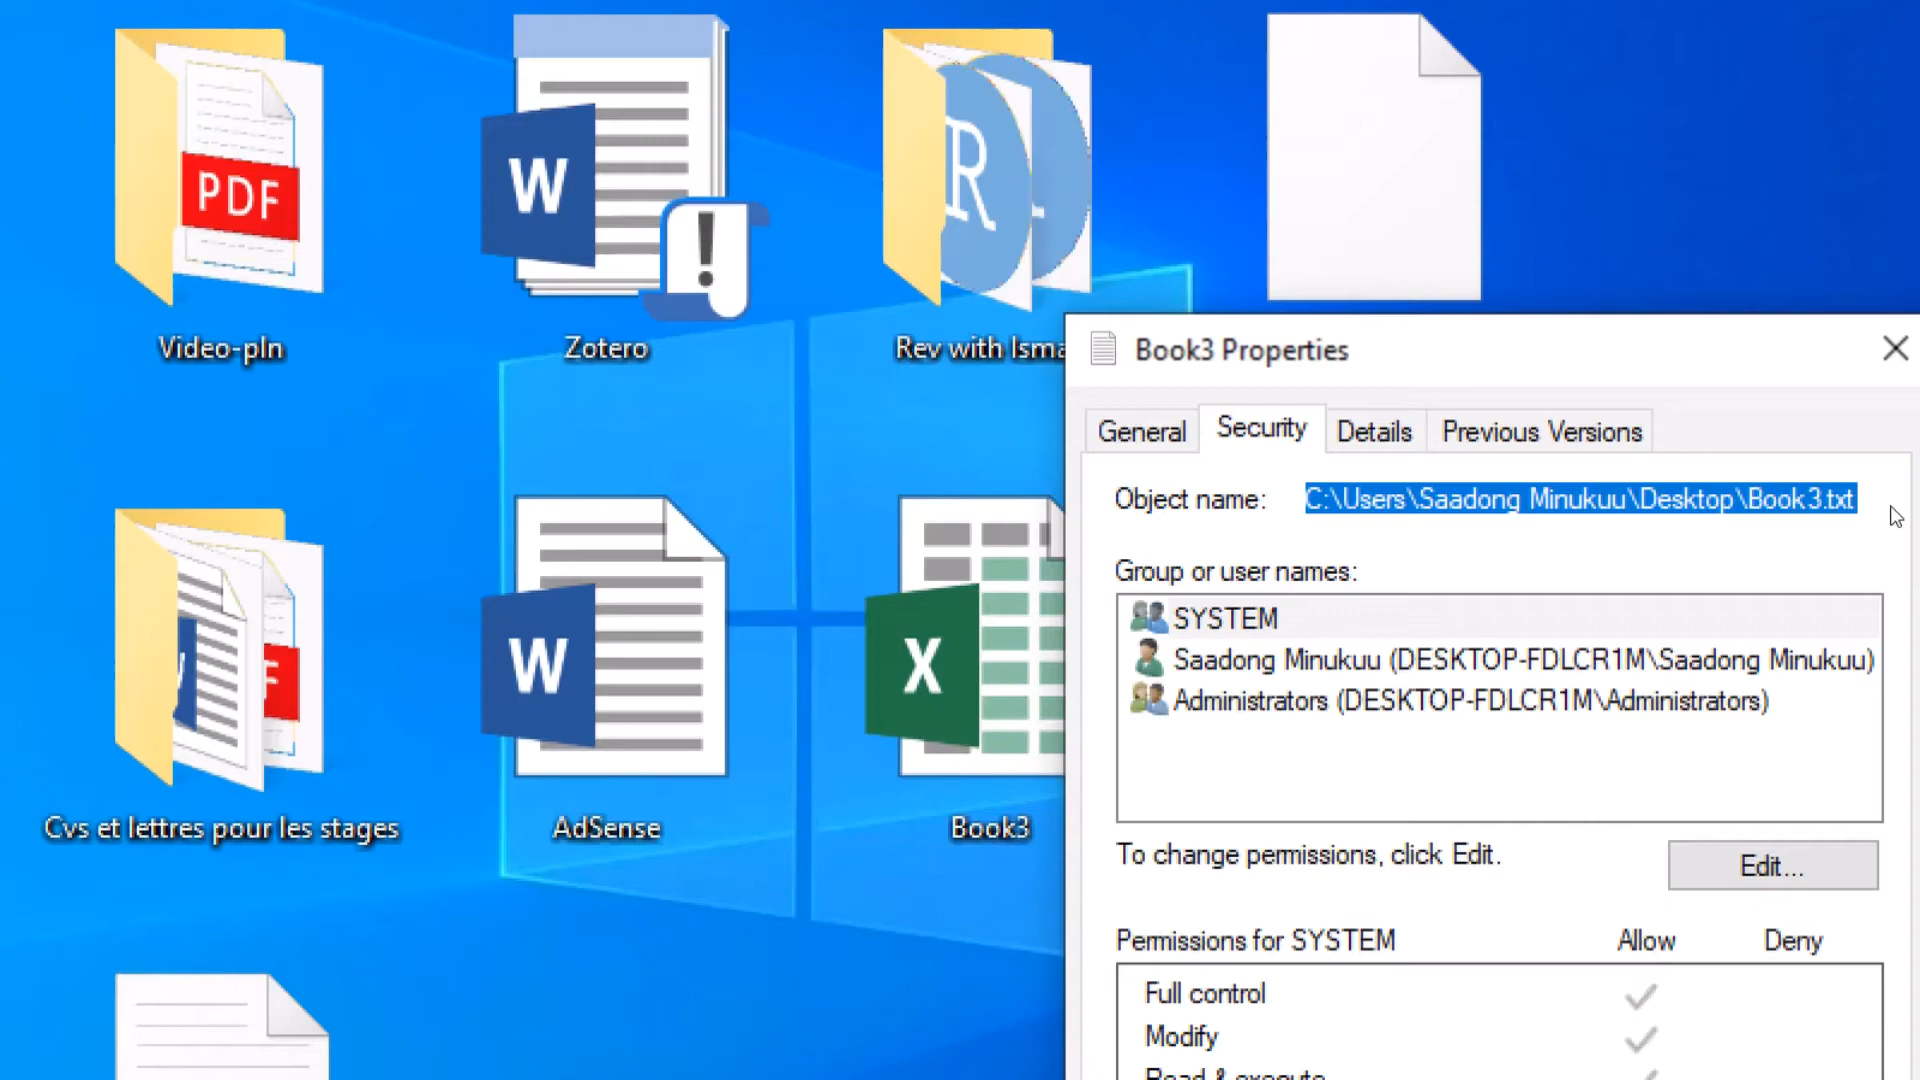 PDF
W
R
Video-pln
Zotero
Rev with Isma
Book3 Properties
General
Security
Details
Previous Versions
Object name:
C:\Users\Saadong Minukuu\Desktop\Book3.txt
Group or user names:
SYSTEM
Saadong Minukuu (DESKTOP-FDLCR1M\Saadong Minukuu)
Administrators (DESKTOP-FDLCR1M\Administrators)
W
X
Cvs et lettres pour les stages
AdSense
Book3
To change permissions, click Edit.
Edit...
Permissions for SYSTEM
Allow
Deny
Full control
Modify
Read & execute